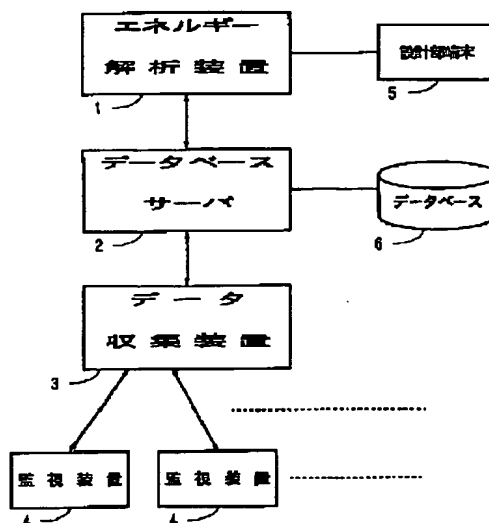 エネルギー
解析装置
1
設計部端末
5
データベース
サーバ
2
データベース
6
データ
収集装置
3
監視装置
4
監視装置
4